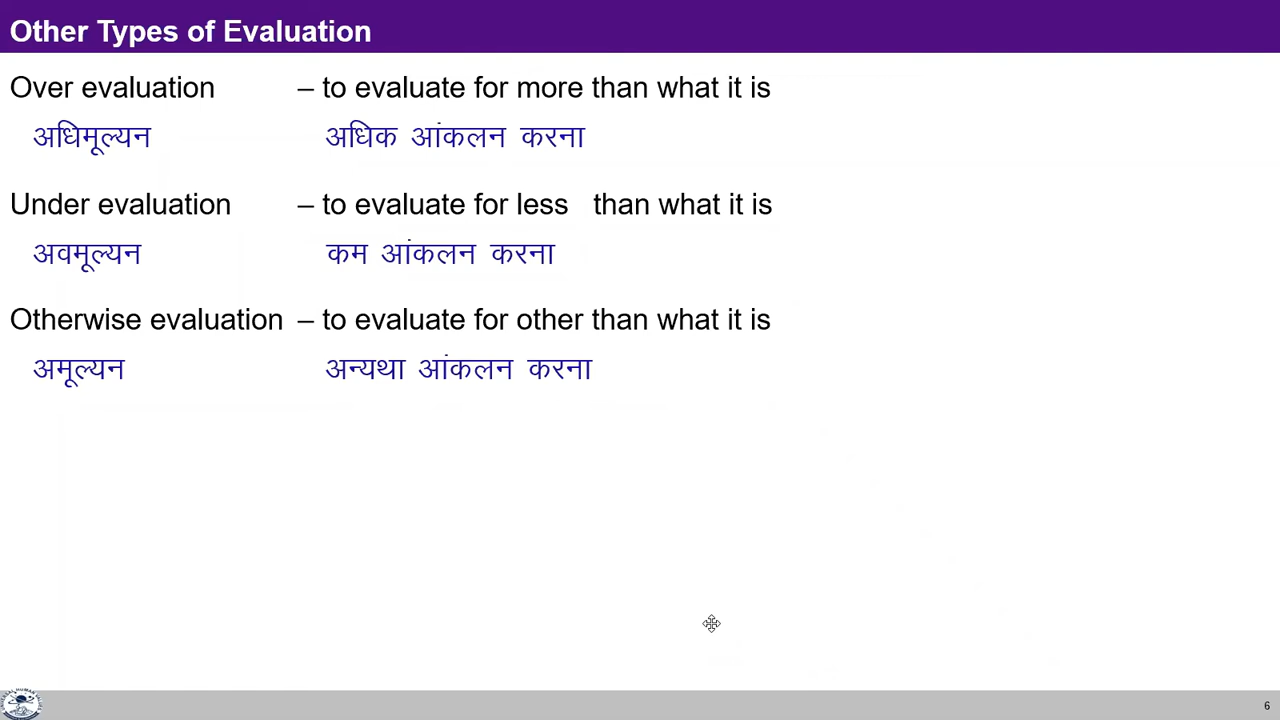 Other Types of Evaluation
Over evaluation – to evaluate for more than what it is
अधिमूल्यन अधिक आंकलन करना
Under evaluation – to evaluate for less than what it is
अवमूल्यन कम आंकलन करना
Otherwise evaluation – to evaluate for other than what it is
अमूल्यन अन्यथा आंकलन करना
6